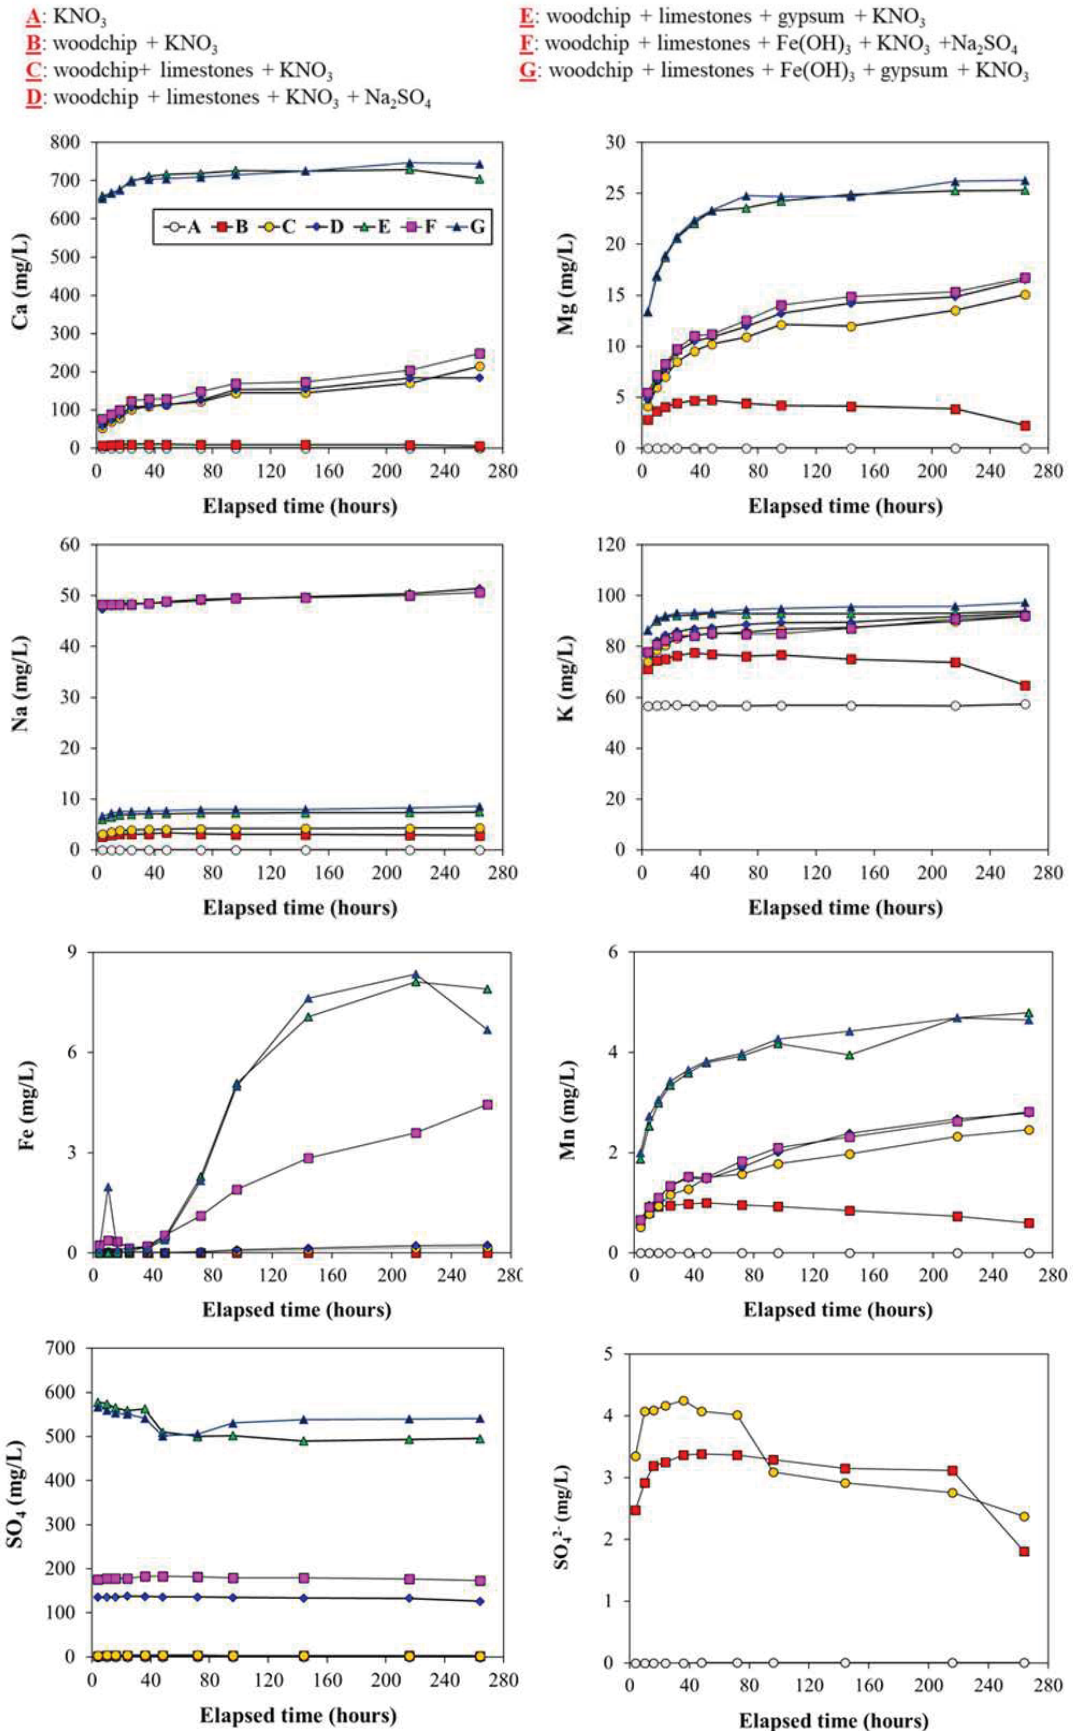 A: KNO₃
B: woodchip + KNO₃
C: woodchip+ limestones + KNO₃
D: woodchip + limestones + KNO₃ + Na₂SO₄
E: woodchip + limestones + gypsum + KNO₃
F: woodchip + limestones + Fe(OH)₃ + KNO₃ +Na₂SO₄
G: woodchip + limestones + Fe(OH)₃ + gypsum + KNO₃
800
700
600
500
400
300
200
100
0
Ca (mg/L)
A B C D E F G
0 40 80 120 160 200 240 280
Elapsed time (hours)
30
25
20
15
10
5
0
Mg (mg/L)
0 40 80 120 160 200 240 280
Elapsed time (hours)
60
50
40
30
20
10
0
Na (mg/L)
0 40 80 120 160 200 240 280
Elapsed time (hours)
120
100
80
60
40
20
0
K (mg/L)
0 40 80 120 160 200 240 280
Elapsed time (hours)
9
6
3
0
Fe (mg/L)
0 40 80 120 160 200 240 280
Elapsed time (hours)
6
4
2
0
Mn (mg/L)
0 40 80 120 160 200 240 280
Elapsed time (hours)
700
600
500
400
300
200
100
0
SO₄ (mg/L)
0 40 80 120 160 200 240 280
Elapsed time (hours)
5
4
3
2
1
0
SO₄²⁻ (mg/L)
0 40 80 120 160 200 240 280
Elapsed time (hours)